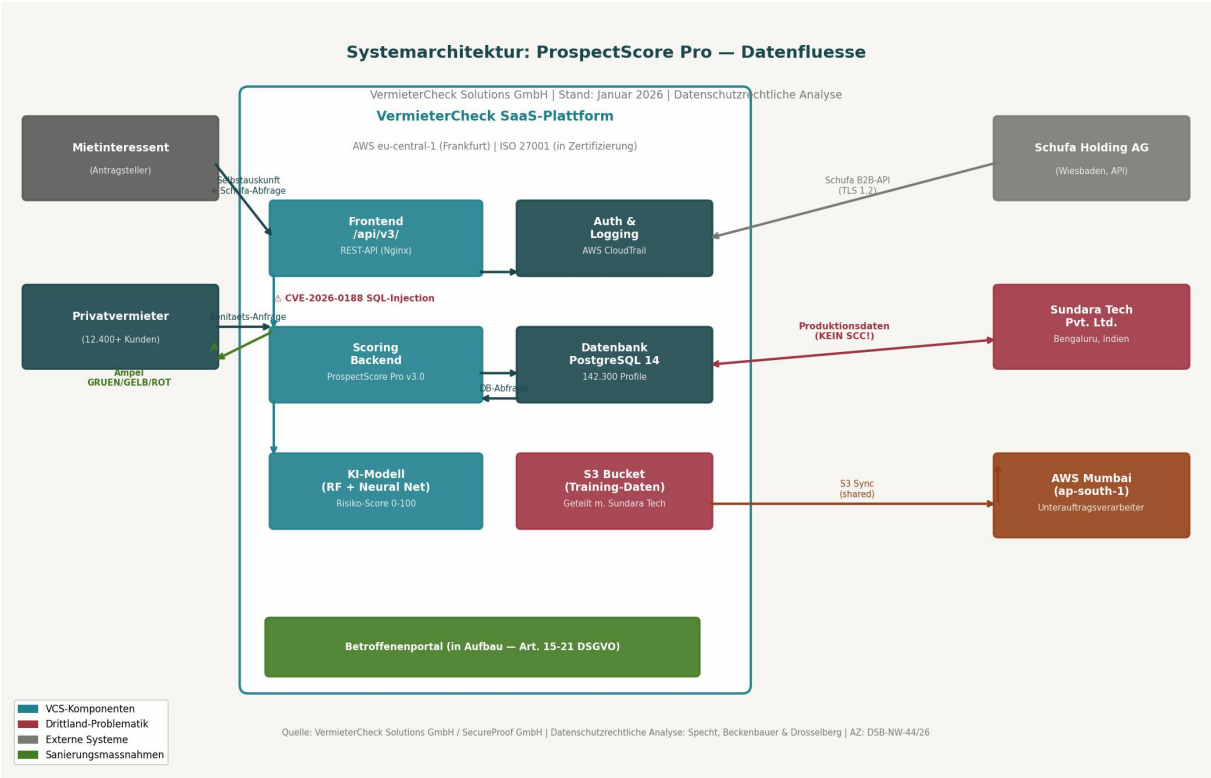 Systemarchitektur: ProspectScore Pro — Datenfluesse
VermieterCheck Solutions GmbH | Stand: Januar 2026 | Datenschutzrechtliche Analyse
VermieterCheck SaaS-Plattform
AWS eu-central-1 (Frankfurt) | ISO 27001 (in Zertifizierung)
Mietinteressent
(Antragsteller)
Selbstauskunft
+ Schufa-Abfrage
Schufa B2B-API
(TLS 1.2)
Schufa Holding AG
(Wiesbaden, API)
Frontend
/api/v3/
REST-API (Nginx)
Auth &
Logging
AWS CloudTrail
⚠ CVE-2026-0188 SQL-Injection
Privatvermieter
(12.400+ Kunden)
Bonitaets-Anfrage
Ampel
GRUEN/GELB/ROT
Scoring
Backend
ProspectScore Pro v3.0
DB-Abfrage
Datenbank
PostgreSQL 14
142.300 Profile
Produktionsdaten
(KEIN SCC!)
Sundara Tech
Pvt. Ltd.
Bengaluru, Indien
KI-Modell
(RF + Neural Net)
Risiko-Score 0-100
S3 Bucket
(Training-Daten)
Geteilt m. Sundara Tech
S3 Sync
(shared)
AWS Mumbai
(ap-south-1)
Unterauftragsverarbeiter
Betroffenenportal (in Aufbau — Art. 15-21 DSGVO)
VCS-Komponenten
Drittland-Problematik
Externe Systeme
Sanierungsmassnahmen
Quelle: VermieterCheck Solutions GmbH / SecureProof GmbH | Datenschutzrechtliche Analyse: Specht, Beckenbauer & Drosselberg | AZ: DSB-NW-44/26